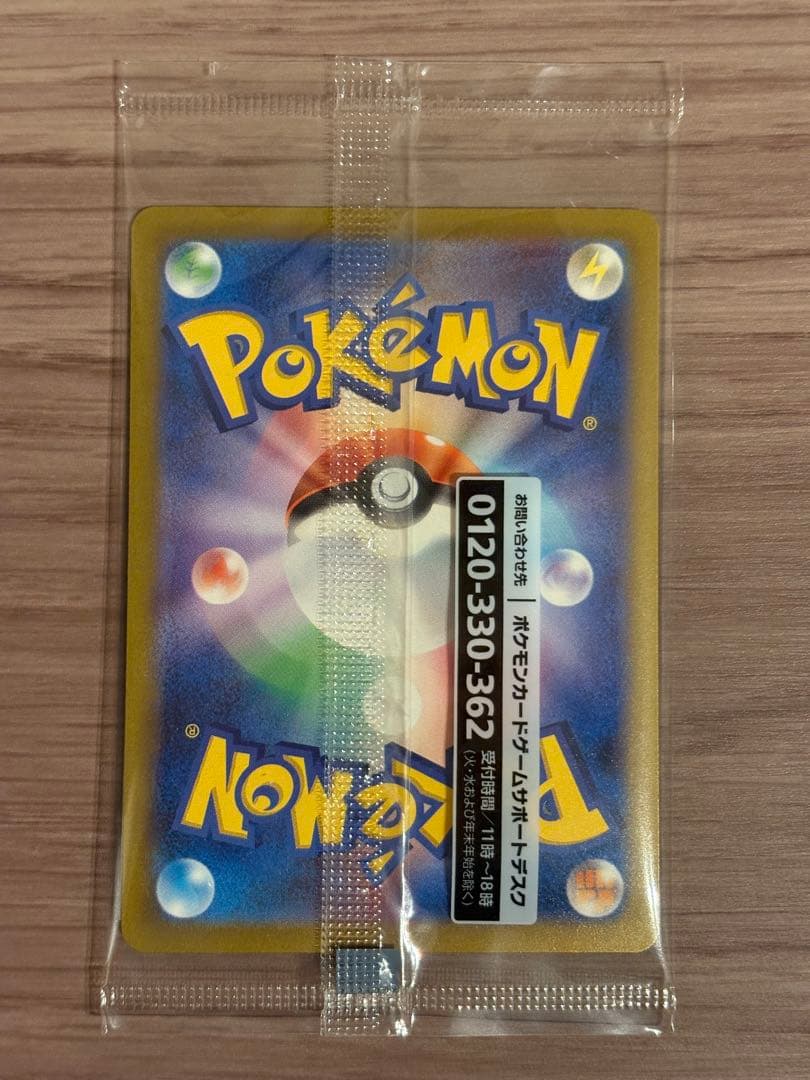 POKéMON
®
お問い合わせ先 | ポケモンカードゲームサポートデスク
0120-330-362 受付時間/11時~18時
(火・水および年末年始を除く)
®
POKéMON